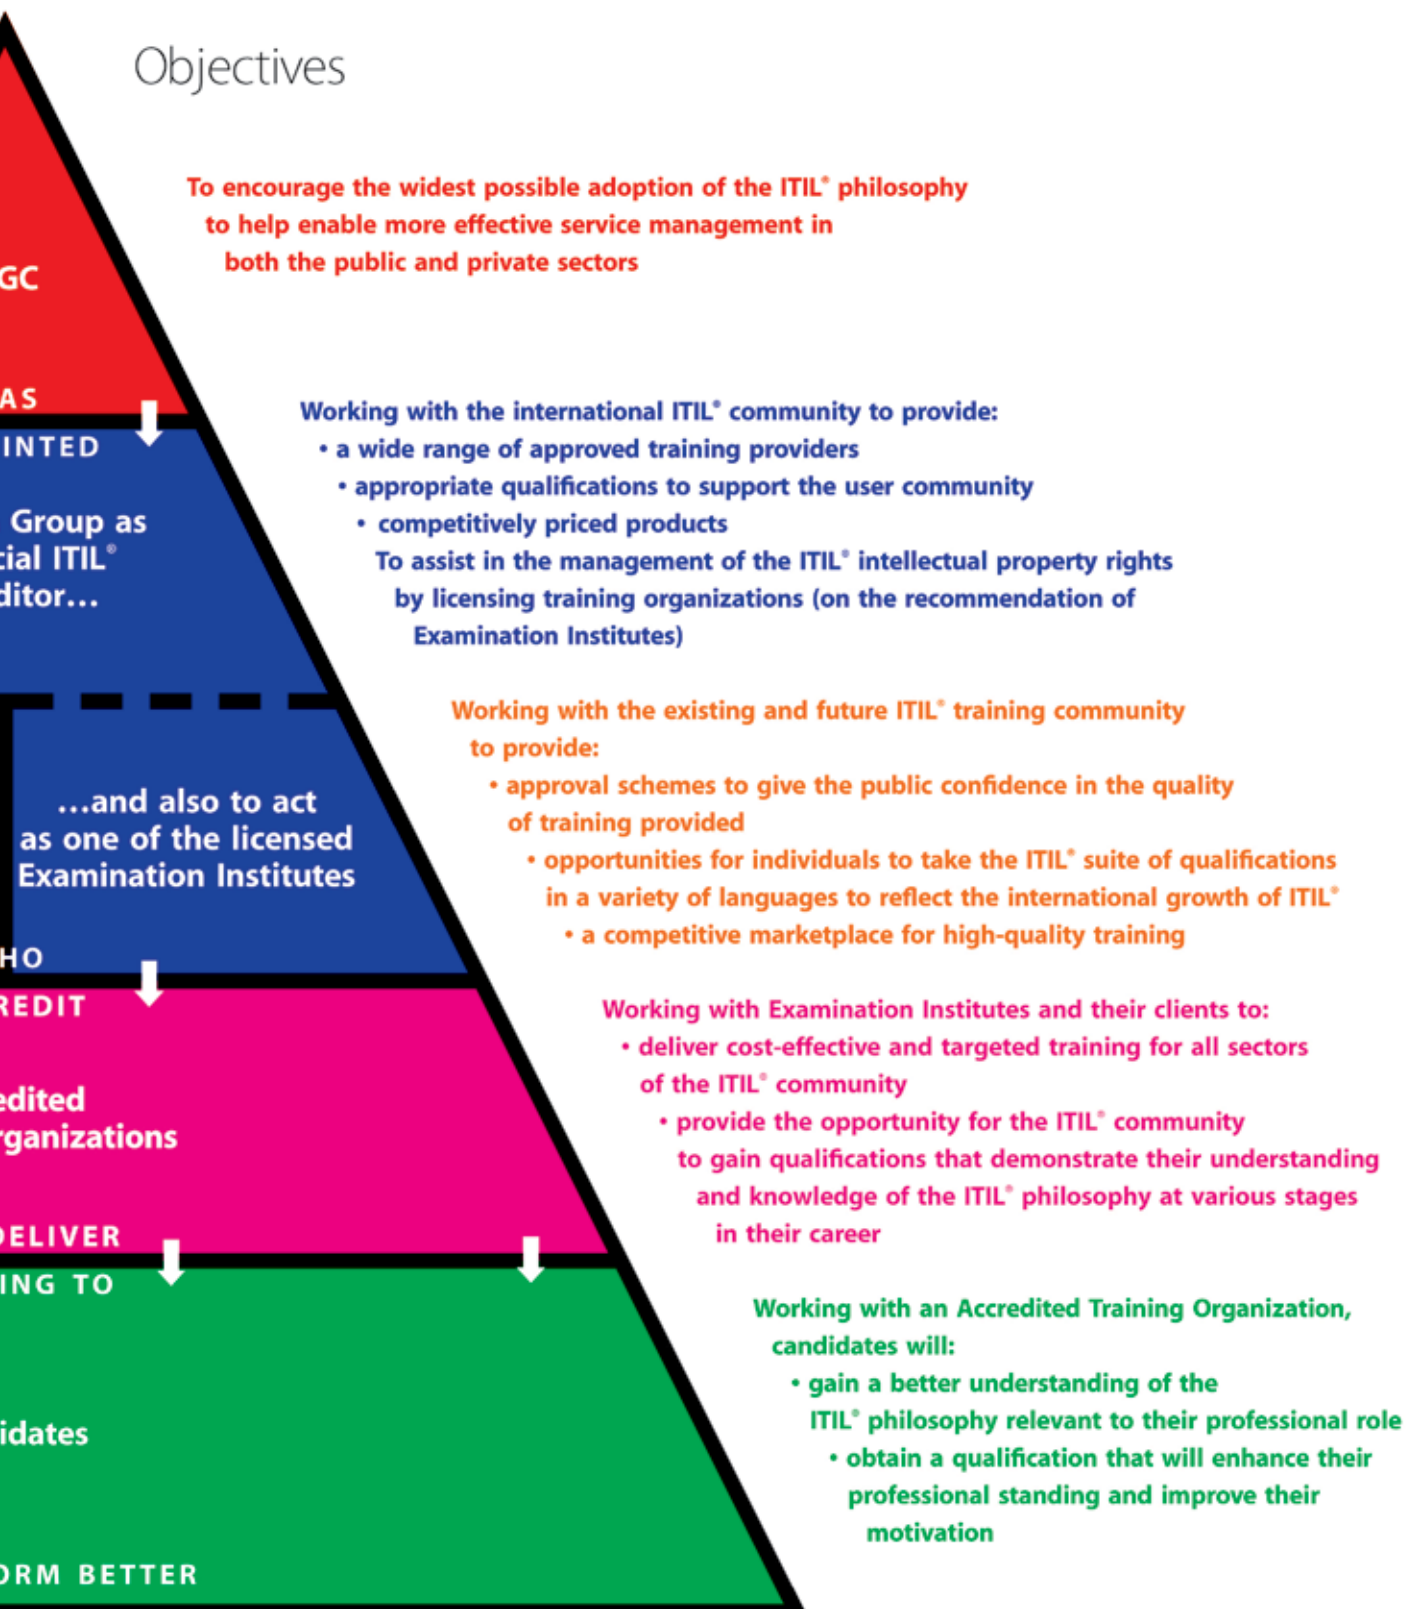 Objectives
To encourage the widest possible adoption of the ITIL® philosophy
to help enable more effective service management in
both the public and private sectors
GC
AS
INTED
Group as
cial ITIL®
ditor…
Working with the international ITIL® community to provide:
• a wide range of approved training providers
• appropriate qualifications to support the user community
• competitively priced products
To assist in the management of the ITIL® intellectual property rights
by licensing training organizations (on the recommendation of
Examination Institutes)
…and also to act
as one of the licensed
Examination Institutes
HO
REDIT
Working with the existing and future ITIL® training community
to provide:
• approval schemes to give the public confidence in the quality
of training provided
• opportunities for individuals to take the ITIL® suite of qualifications
in a variety of languages to reflect the international growth of ITIL®
• a competitive marketplace for high-quality training
edited
rganizations
DELIVER
ING TO
Working with Examination Institutes and their clients to:
• deliver cost-effective and targeted training for all sectors
of the ITIL® community
• provide the opportunity for the ITIL® community
to gain qualifications that demonstrate their understanding
and knowledge of the ITIL® philosophy at various stages
in their career
idates
ORM BETTER
Working with an Accredited Training Organization,
candidates will:
• gain a better understanding of the
ITIL® philosophy relevant to their professional role
• obtain a qualification that will enhance their
professional standing and improve their
motivation